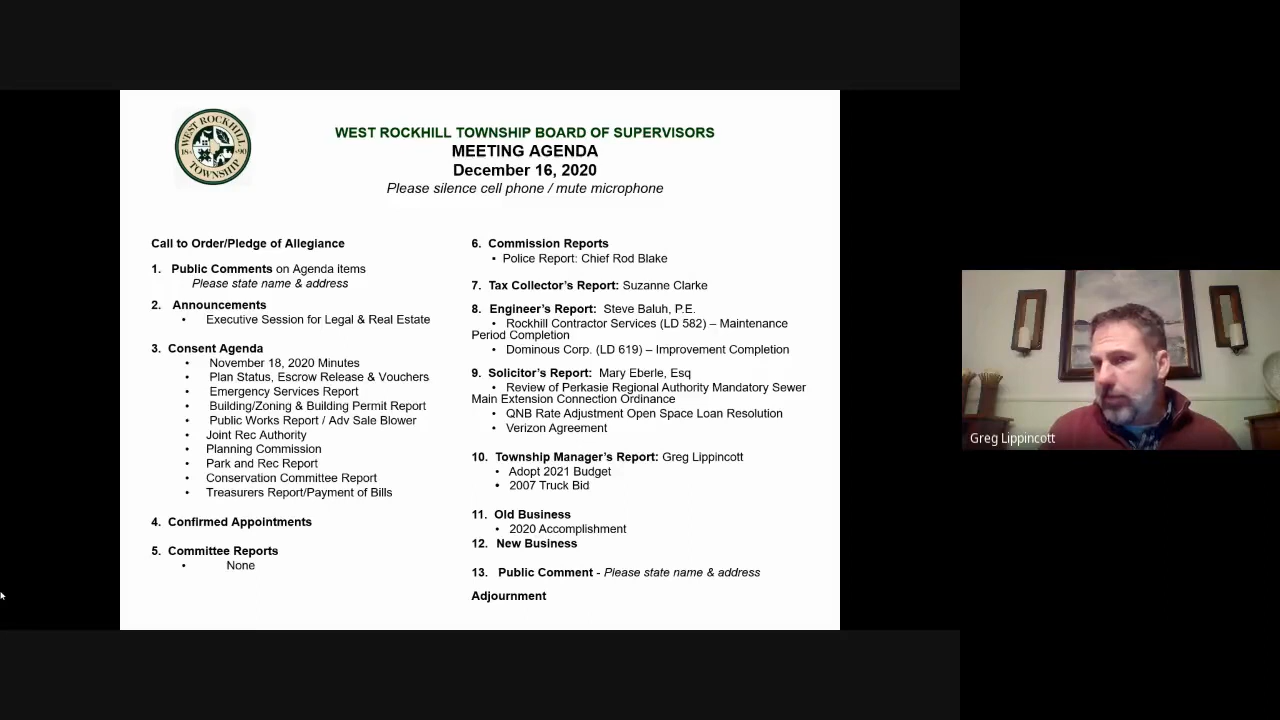 WEST ROCKHILL
18 90
TOWNSHIP
WEST ROCKHILL TOWNSHIP BOARD OF SUPERVISORS
MEETING AGENDA
December 16, 2020
Please silence cell phone / mute microphone
Call to Order/Pledge of Allegiance
1. Public Comments on Agenda items
Please state name & address
2. Announcements
• Executive Session for Legal & Real Estate
3. Consent Agenda
• November 18, 2020 Minutes
• Plan Status, Escrow Release & Vouchers
• Emergency Services Report
• Building/Zoning & Building Permit Report
• Public Works Report / Adv Sale Blower
• Joint Rec Authority
• Planning Commission
• Park and Rec Report
• Conservation Committee Report
• Treasurers Report/Payment of Bills
4. Confirmed Appointments
5. Committee Reports
• None
6. Commission Reports
• Police Report: Chief Rod Blake
7. Tax Collector's Report: Suzanne Clarke
8. Engineer's Report: Steve Baluh, P.E.
• Rockhill Contractor Services (LD 582) – Maintenance
Period Completion
• Dominous Corp. (LD 619) – Improvement Completion
9. Solicitor's Report: Mary Eberle, Esq
• Review of Perkasie Regional Authority Mandatory Sewer
Main Extension Connection Ordinance
• QNB Rate Adjustment Open Space Loan Resolution
• Verizon Agreement
10. Township Manager's Report: Greg Lippincott
• Adopt 2021 Budget
• 2007 Truck Bid
11. Old Business
• 2020 Accomplishment
12. New Business
13. Public Comment - Please state name & address
Adjournment
Greg Lippincott